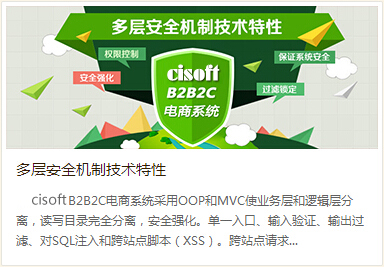 多层安全机制技术特性
权限控制
保证系统安全
安全强化
过滤锁定
cisoft
B2B2C
电商系统
多层安全机制技术特性
cisoft B2B2C电商系统采用OOP和MVC使业务层和逻辑层分
离，读写目录完全分离，安全强化。单一入口、输入验证、输出过
滤、对SQL注入和跨站点脚本（XSS）。跨站点请求...